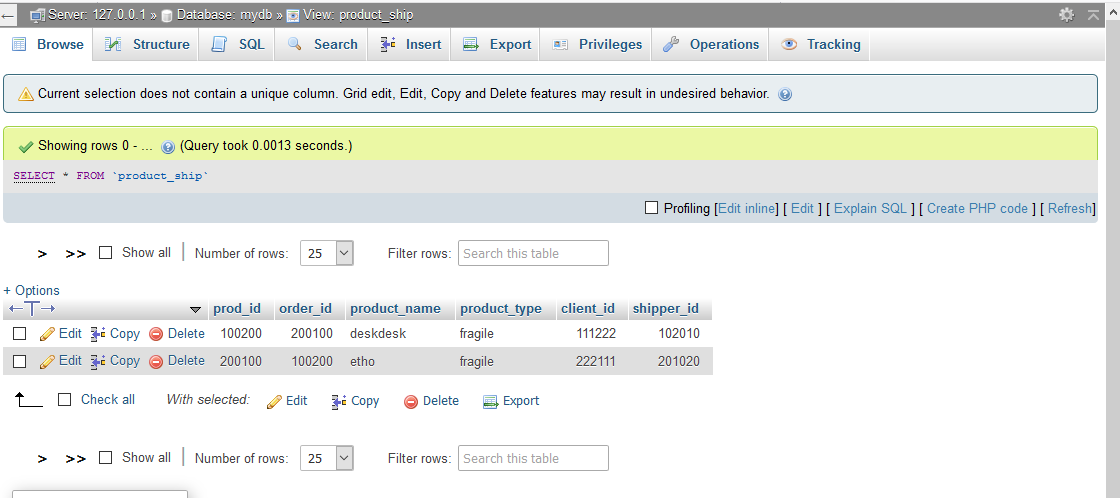 Server: 127.0.0.1 » Database: mydb » View: product_ship
Browse Structure SQL Search Insert Export Privileges Operations Tracking
Current selection does not contain a unique column. Grid edit, Edit, Copy and Delete features may result in undesired behavior.
Showing rows 0 - ... (Query took 0.0013 seconds.)
SELECT * FROM `product_ship`
Profiling [Edit inline] [ Edit ] [ Explain SQL ] [ Create PHP code ] [ Refresh]
> >> Show all | Number of rows: 25 Filter rows: Search this table
+ Options
←T→ prod_id order_id product_name product_type client_id shipper_id
Edit Copy Delete 100200 200100 deskdesk fragile 111222 102010
Edit Copy Delete 200100 100200 etho fragile 222111 201020
Check all With selected: Edit Copy Delete Export
> >> Show all | Number of rows: 25 Filter rows: Search this table